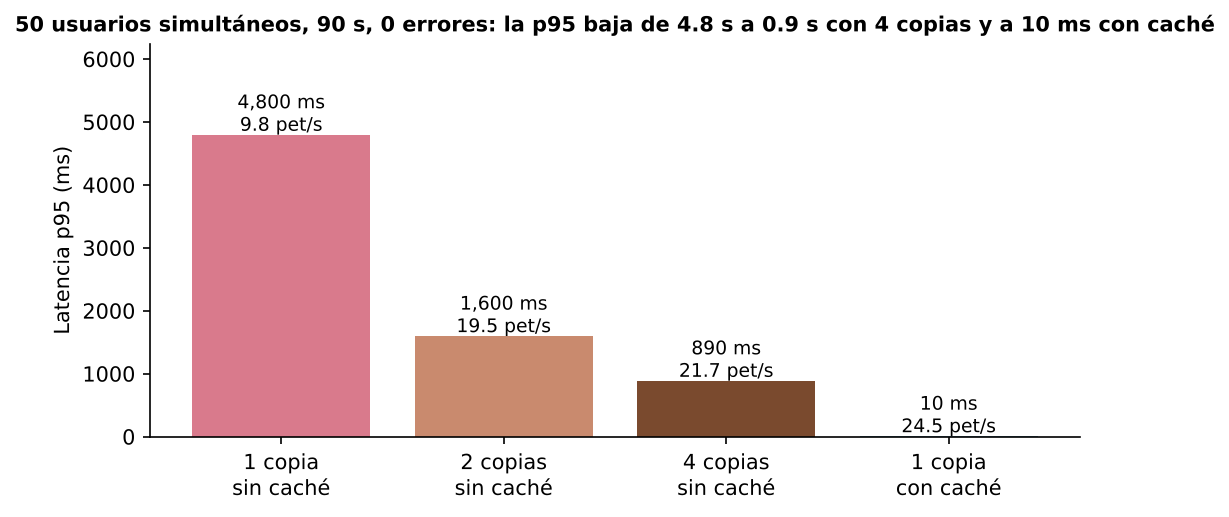 50 usuarios simultáneos, 90 s, 0 errores: la p95 baja de 4.8 s a 0.9 s con 4 copias y a 10 ms con caché
Latencia p95 (ms)
6000
5000
4000
3000
2000
1000
0
4,800 ms
9.8 pet/s
1,600 ms
19.5 pet/s
890 ms
21.7 pet/s
10 ms
24.5 pet/s
1 copia
sin caché
2 copias
sin caché
4 copias
sin caché
1 copia
con caché